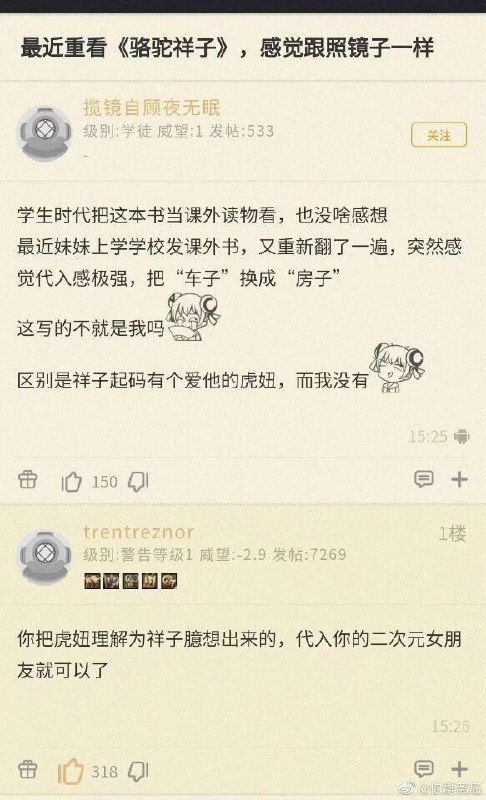 最近重看《骆驼祥子》，感觉跟照镜子一样
揽镜自顾夜无眠
级别:学徒 威望:1 发帖:533
-
关注
学生时代把这本书当课外读物看，也没啥感想
最近妹妹上学学校发课外书，又重新翻了一遍，突然感
觉代入感极强，把“车子”换成“房子”
这写的不就是我吗
区别是祥子起码有个爱他的虎妞，而我没有
15:25
150
trentreznor
1楼
级别:警告等级1 威望:-2.9 发帖:7269
你把虎妞理解为祥子臆想出来的，代入你的二次元女朋
友就可以了
15:26
318